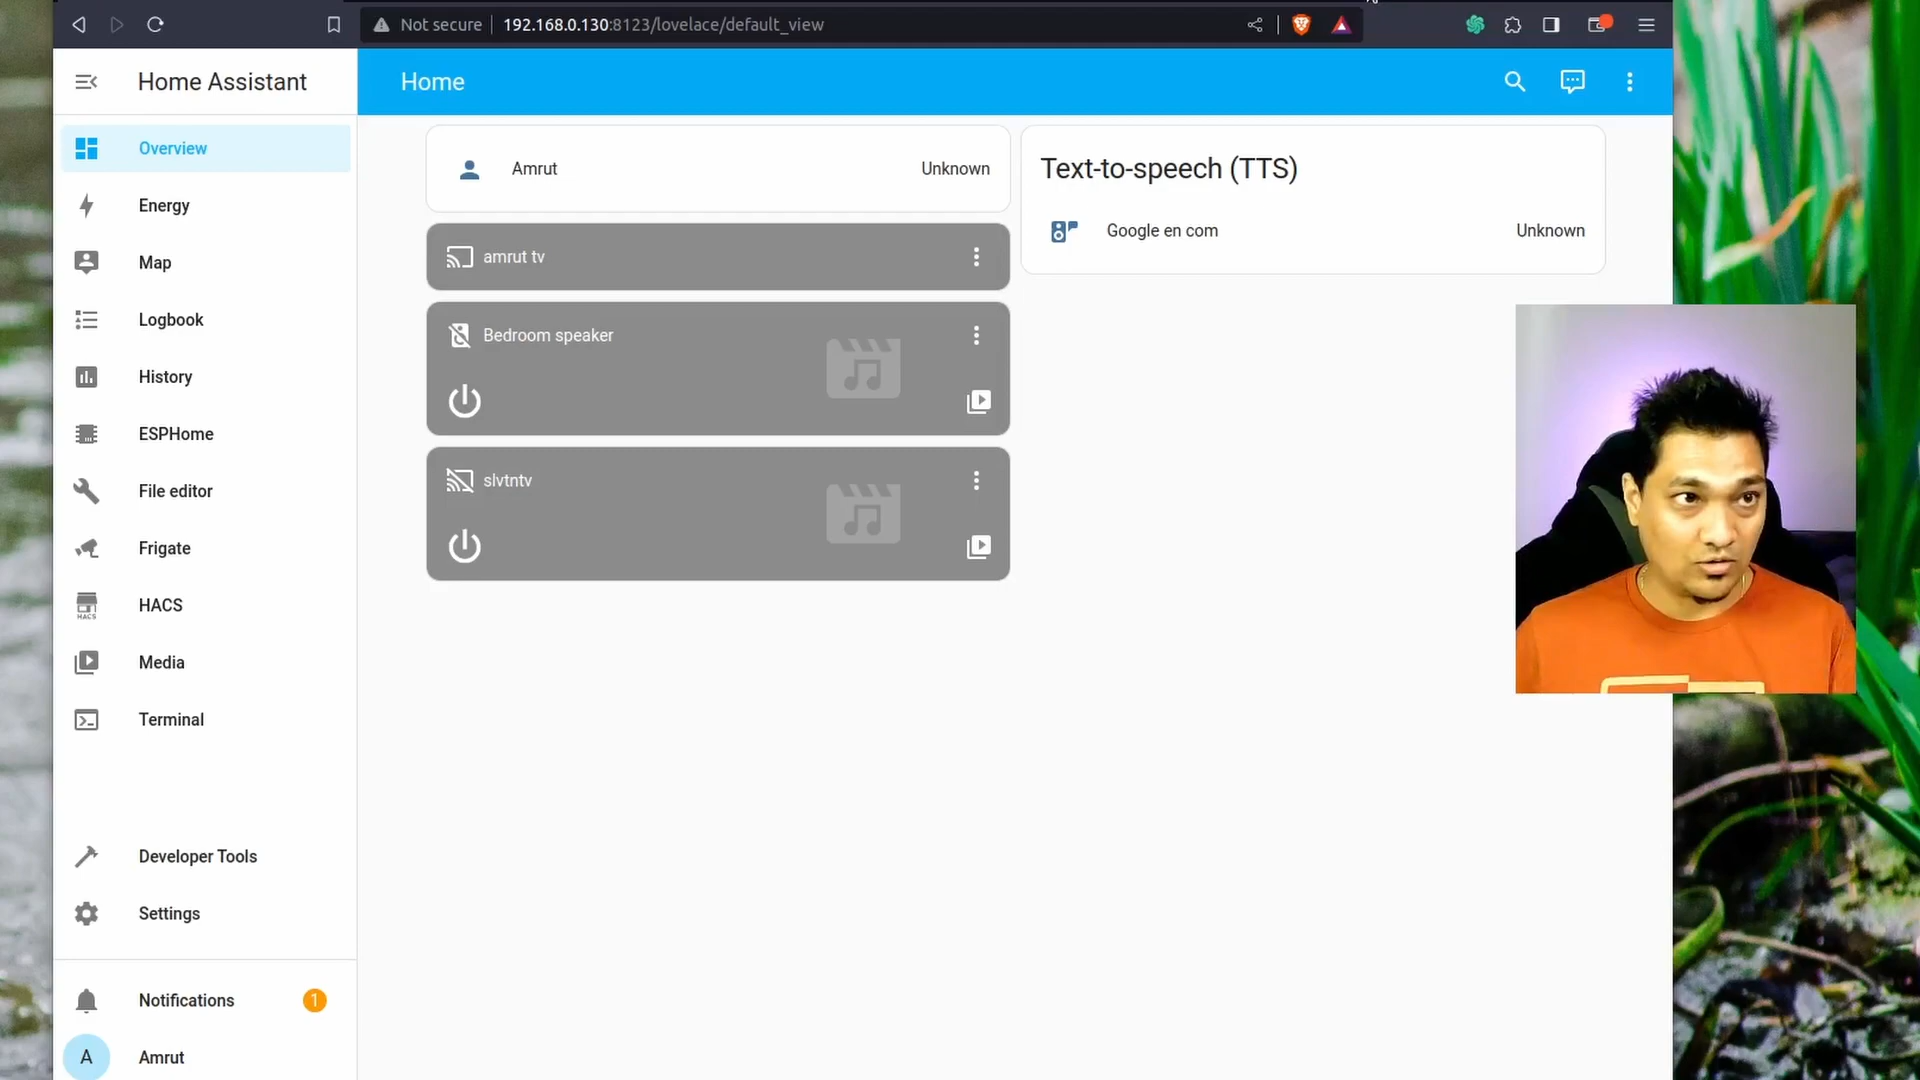 Not secure 192.168.0.130:8123/lovelace/default_view
Home Assistant
Home
Overview
Energy
Map
Logbook
History
ESPHome
File editor
Frigate
HACS
HACS
Media
Terminal
Developer Tools
Settings
Notifications 1
A Amrut
Amrut Unknown
amrut tv
Bedroom speaker
slvtntv
Text-to-speech (TTS)
Google en com Unknown